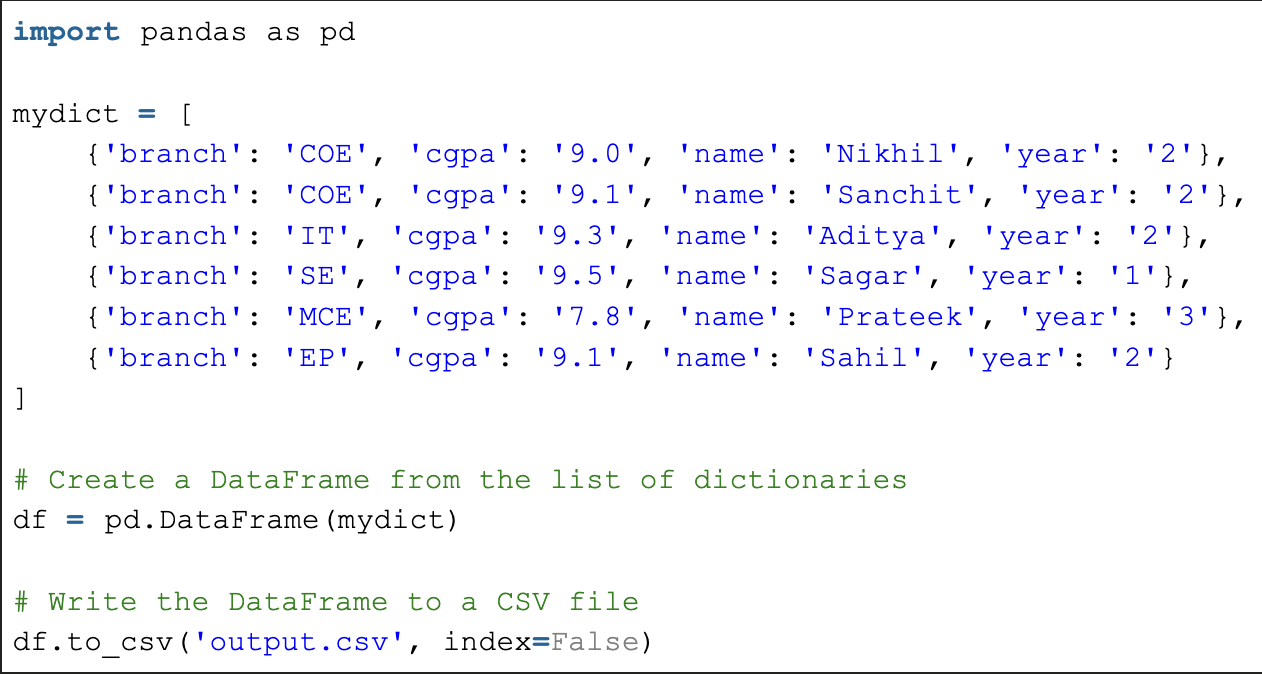 import pandas as pd
mydict = [
    {'branch': 'COE', 'cgpa': '9.0', 'name': 'Nikhil', 'year': '2'},
    {'branch': 'COE', 'cgpa': '9.1', 'name': 'Sanchit', 'year': '2'},
    {'branch': 'IT', 'cgpa': '9.3', 'name': 'Aditya', 'year': '2'},
    {'branch': 'SE', 'cgpa': '9.5', 'name': 'Sagar', 'year': '1'},
    {'branch': 'MCE', 'cgpa': '7.8', 'name': 'Prateek', 'year': '3'},
    {'branch': 'EP', 'cgpa': '9.1', 'name': 'Sahil', 'year': '2'}
]
# Create a DataFrame from the list of dictionaries
df = pd.DataFrame(mydict)
# Write the DataFrame to a CSV file
df.to_csv('output.csv', index=False)